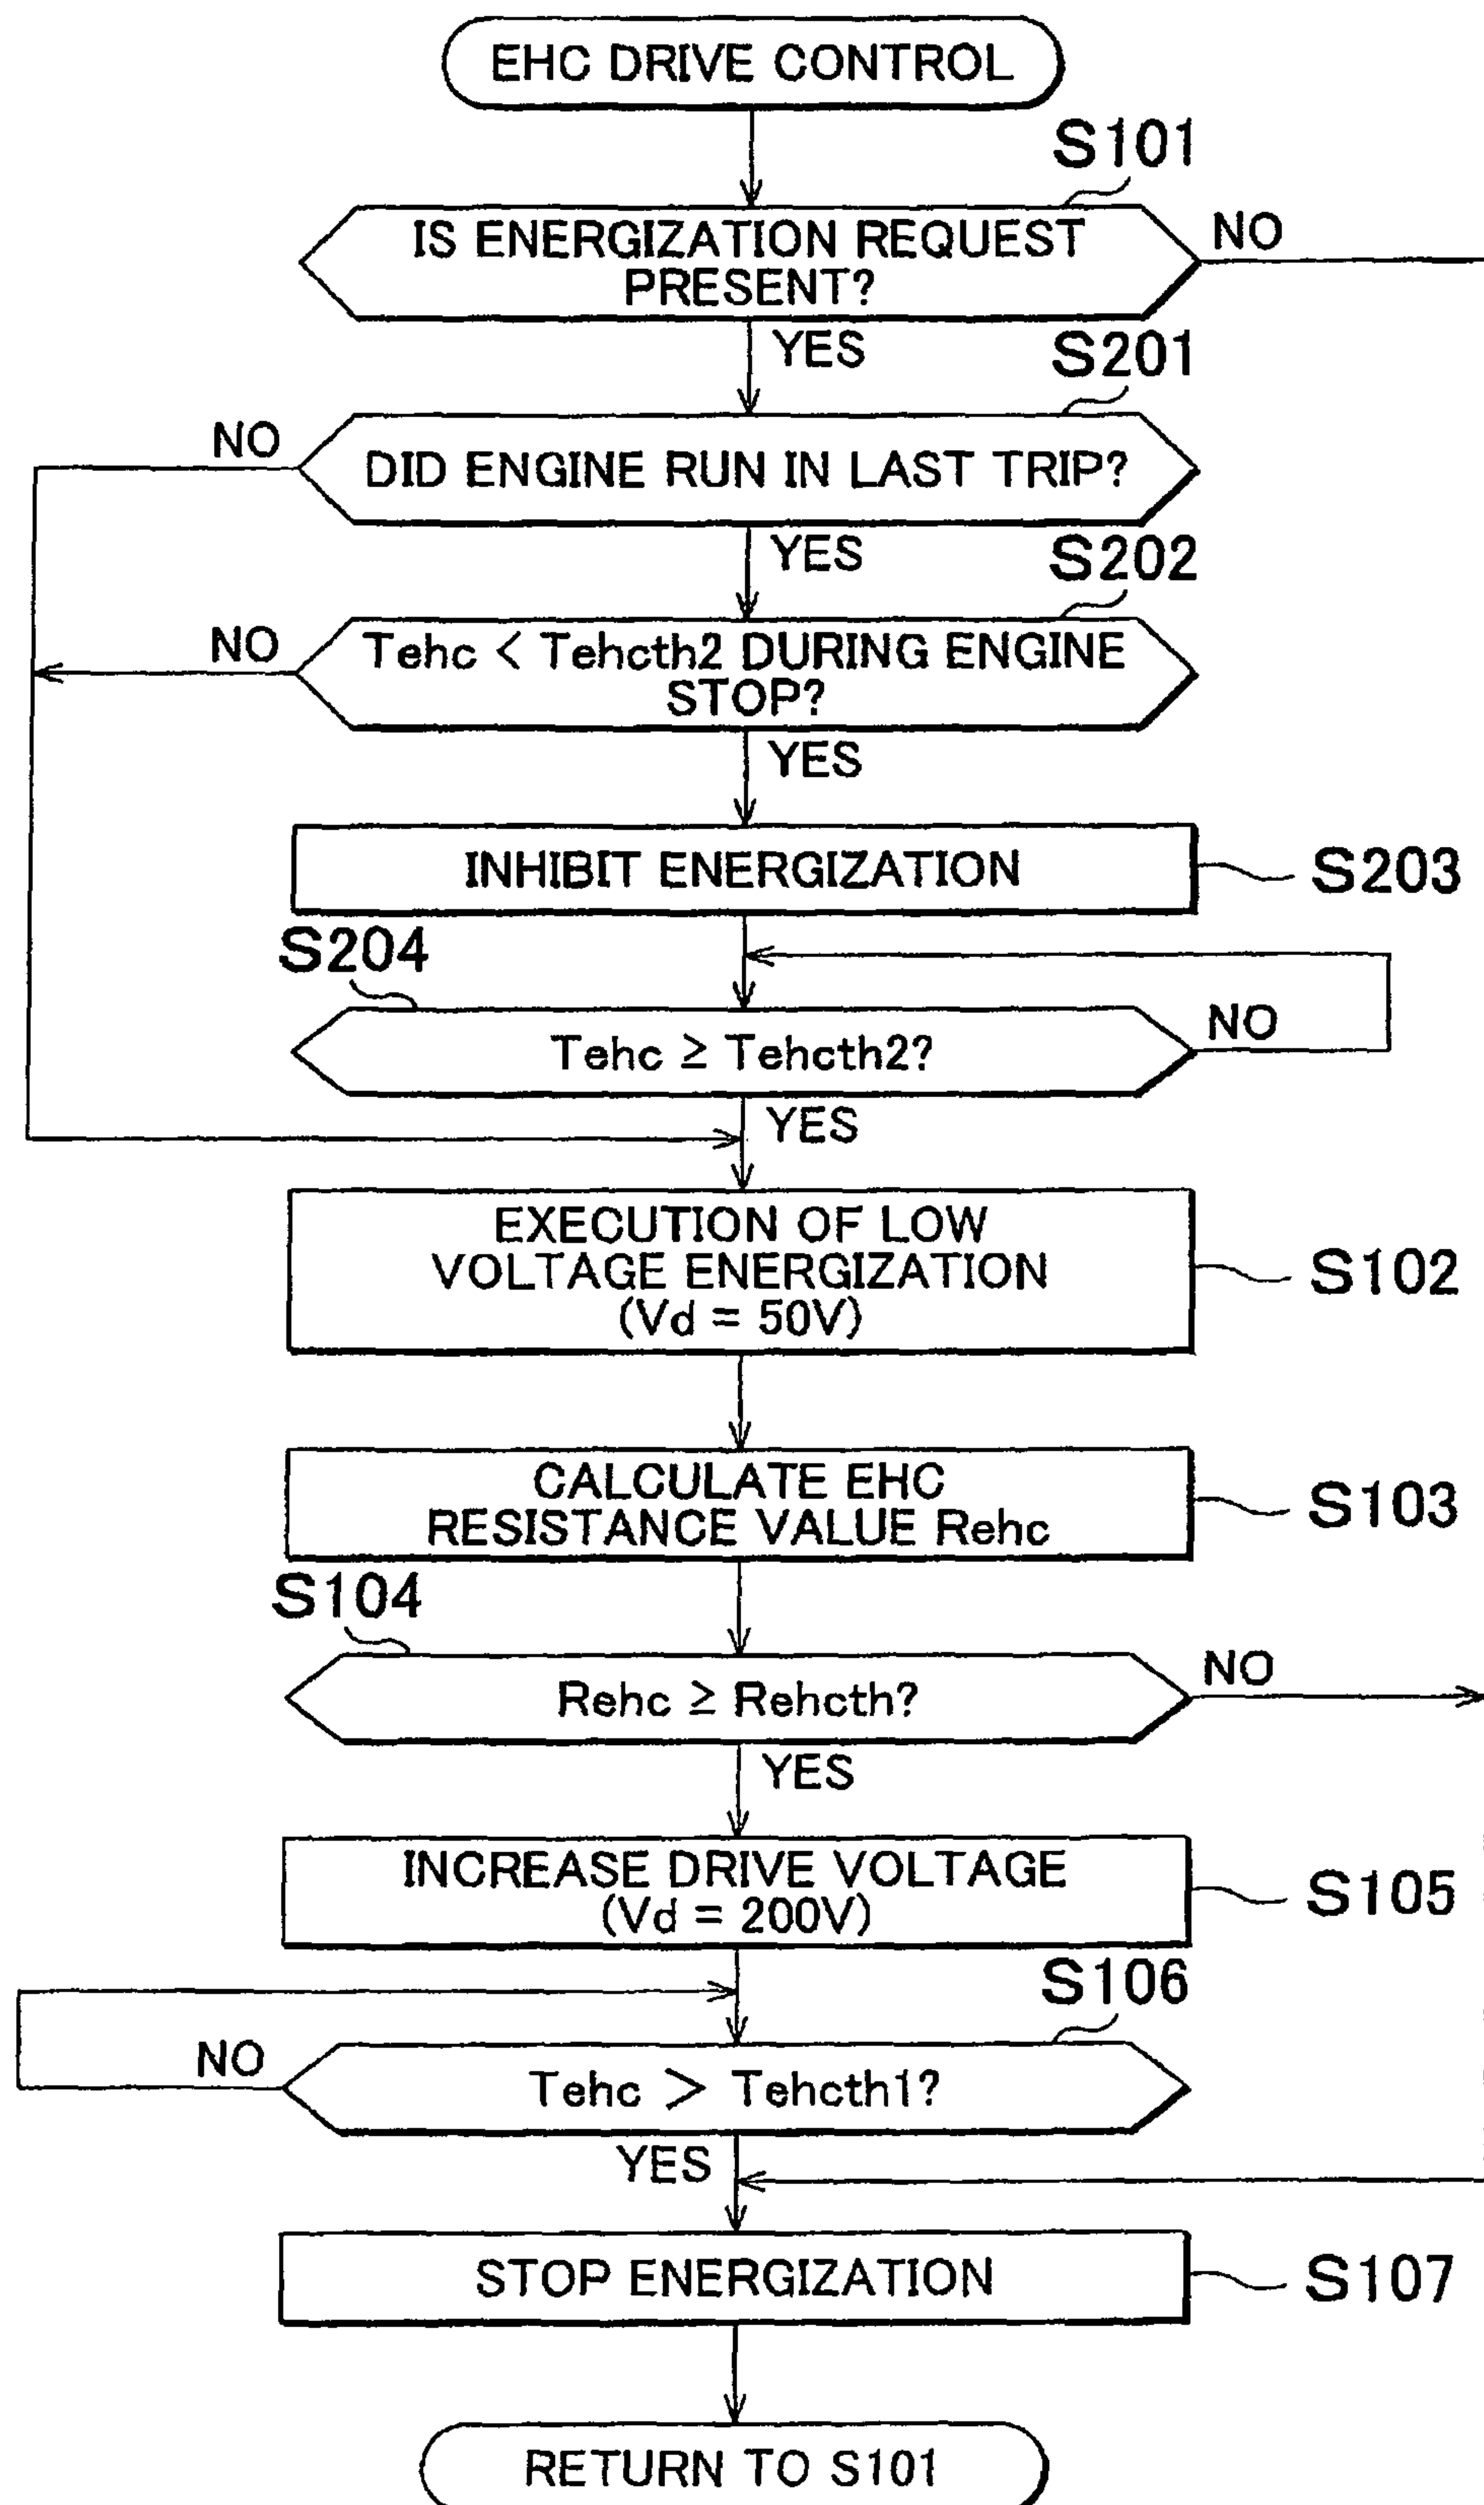 EHC DRIVE CONTROL
S101
IS ENERGIZATION REQUEST
PRESENT?
NO
YES
S201
NO
DID ENGINE RUN IN LAST TRIP?
YES
S202
NO
Tehc < Tehcth2 DURING ENGINE
STOP?
YES
INHIBIT ENERGIZATION
S203
S204
Tehc ≥ Tehcth2?
NO
YES
EXECUTION OF LOW
VOLTAGE ENERGIZATION
(Vd = 50V)
S102
CALCULATE EHC
RESISTANCE VALUE Rehc
S103
S104
Rehc ≥ Rehcth?
NO
YES
INCREASE DRIVE VOLTAGE
(Vd = 200V)
S105
S106
NO
Tehc > Tehcth1?
YES
STOP ENERGIZATION
S107
RETURN TO S101